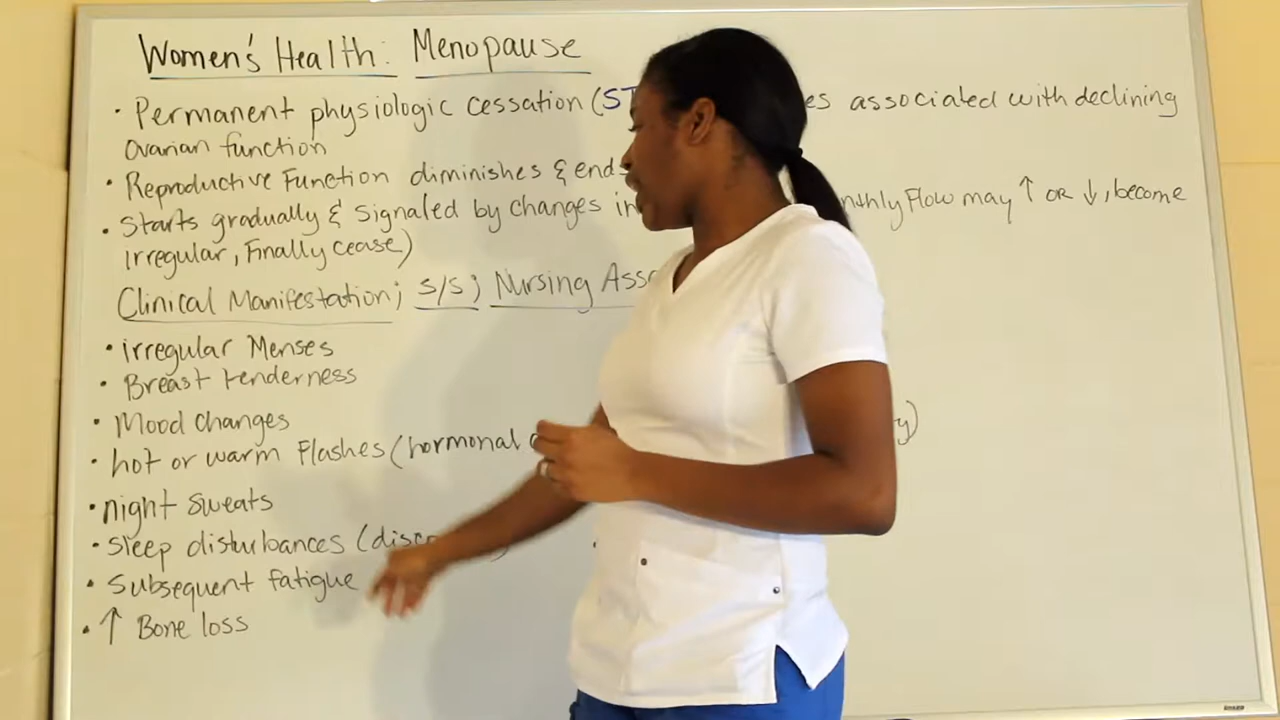 Women's Health: Menopause
• Permanent physiologic cessation (ST es associated with declining
Ovarian function
• Reproductive Function diminishes & ends
• Starts gradually & Signaled by changes in nthly Flow may ↑ OR ↓, become
irregular, Finally cease)
Clinical Manifestation; S/S; Nursing Ass
• irregular Menses
• Breast tenderness
• Mood changes
• hot or warm Flashes (hormonal y)
• night sweats
• Sleep disturbances (disc
• Subsequent fatigue
• ↑ Bone loss